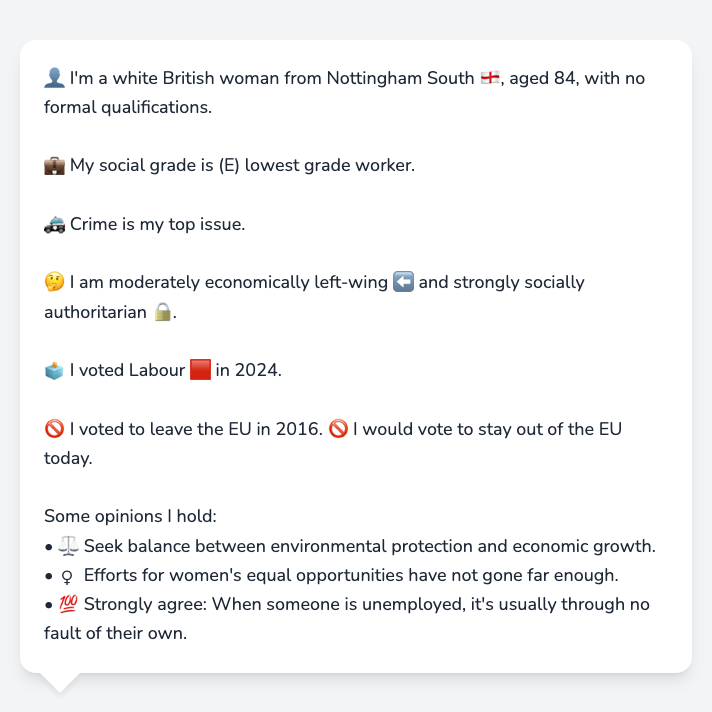 👤 I'm a white British woman from Nottingham South 🏴󠁧󠁢󠁥󠁮󠁧󠁿, aged 84, with no
formal qualifications.
💼 My social grade is (E) lowest grade worker.
🚓 Crime is my top issue.
🤔 I am moderately economically left-wing ⬅️ and strongly socially
authoritarian 🔒.
🗳️ I voted Labour 🟥 in 2024.
🚫 I voted to leave the EU in 2016. 🚫 I would vote to stay out of the EU
today.
Some opinions I hold:
• ⚖️ Seek balance between environmental protection and economic growth.
• ♀ Efforts for women's equal opportunities have not gone far enough.
• 💯 Strongly agree: When someone is unemployed, it's usually through no
fault of their own.